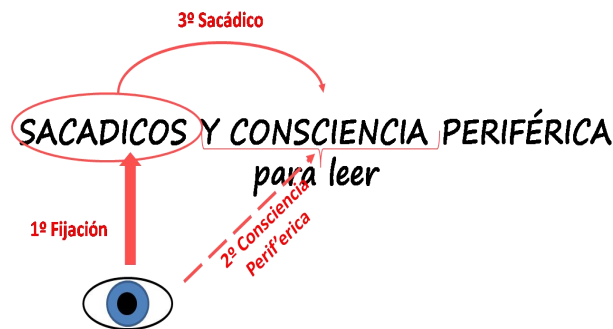 3º Sacádico
SACADICOS Y CONSCIENCIA PERIFÉRICA
para leer
1º Fijación
2º Consciencia
Perif'erica